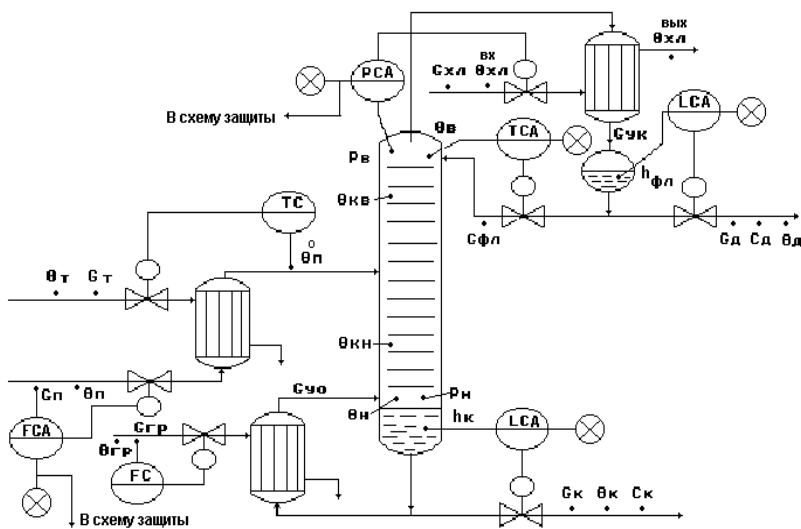 вых
θхл
вх
Gхл θхл
PCA
LCA
В схему защиты
θв
TCA
Gук
Pв
hфл
TC
θкв
Gфл
Gд Cд θд
o
θп
θт Gт
θкн
Gуо
Pн
Gп θп
θн
hк
LCA
FCA
Gгр
θгр
FC
Gк θк Cк
В схему защиты